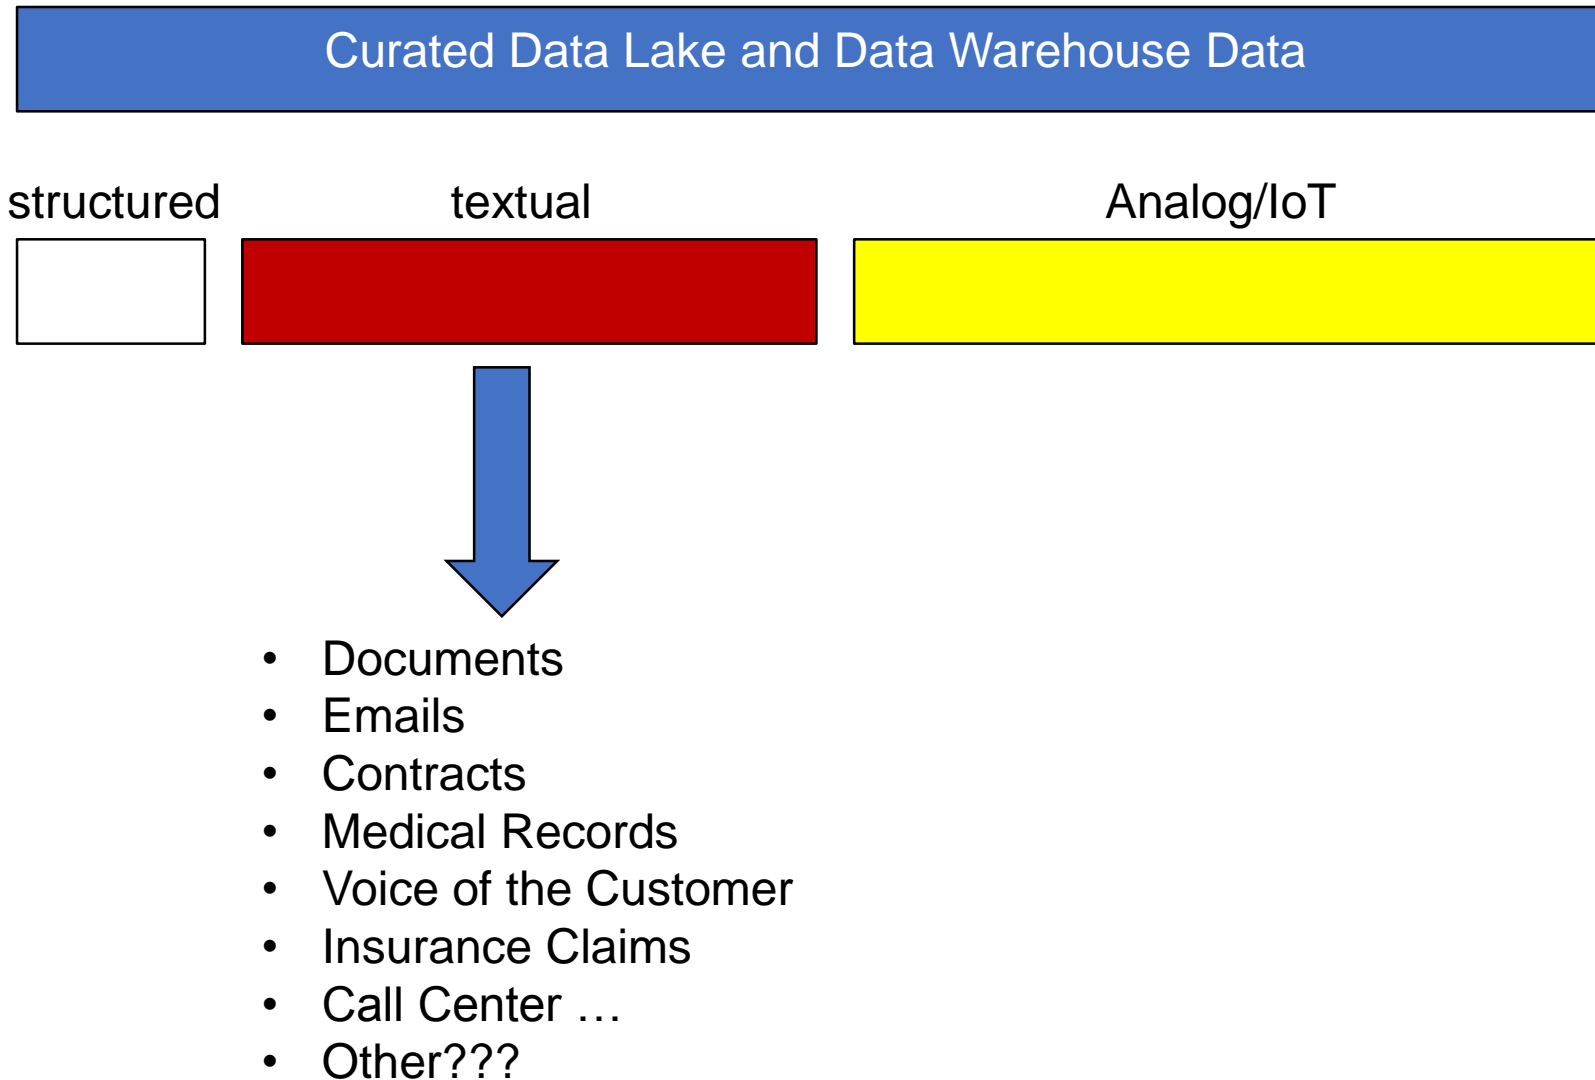 Curated Data Lake and Data Warehouse Data
structured
textual
Analog/IoT
• Documents
• Emails
• Contracts
• Medical Records
• Voice of the Customer
• Insurance Claims
• Call Center …
• Other???